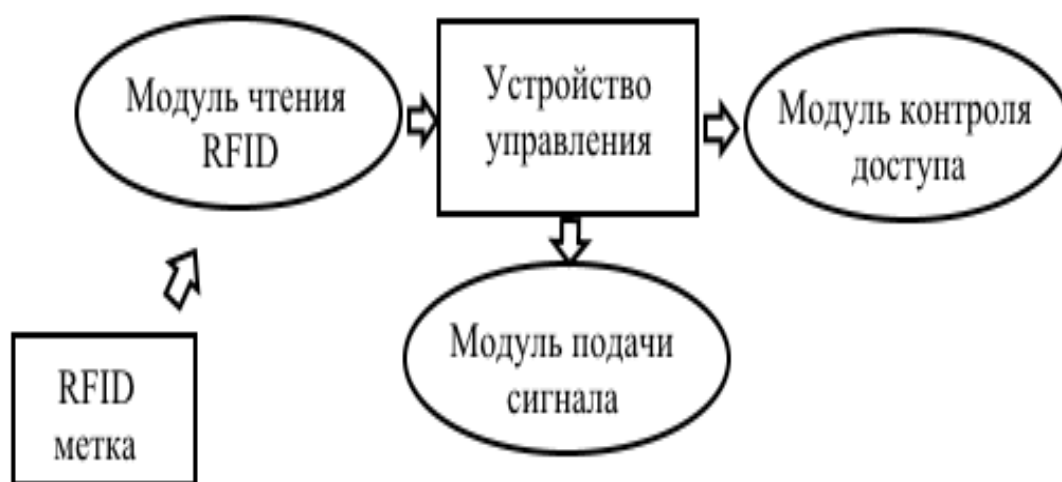 Модуль чтения
RFID
Устройство
управления
Модуль контроля
доступа
Модуль подачи
сигнала
RFID
метка